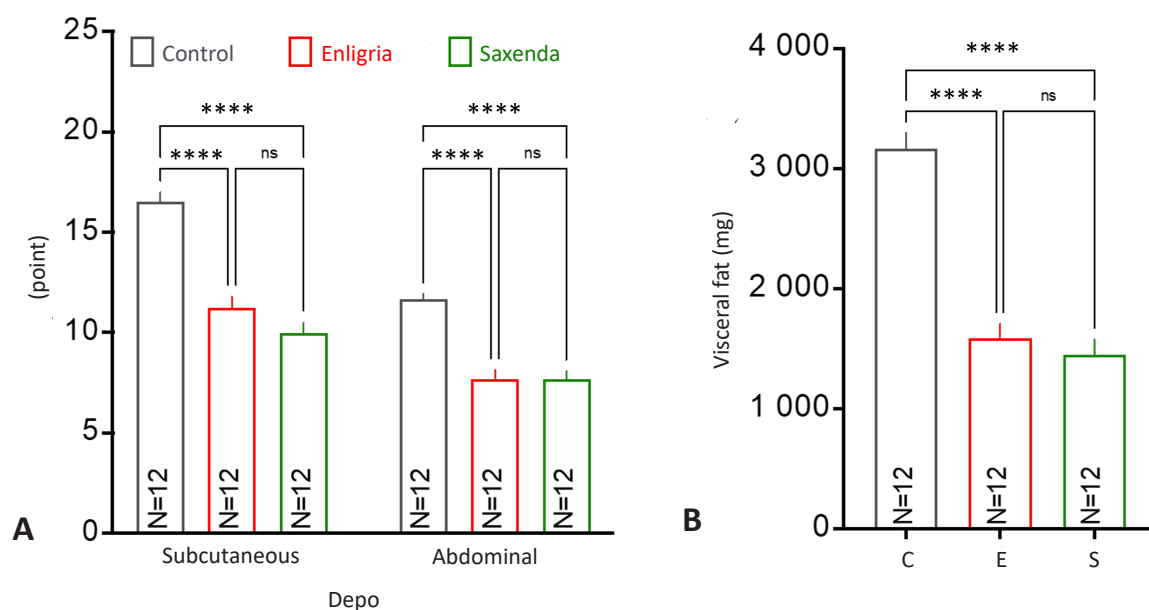 25
Control
Enligria
Saxenda
****
****
20
****
ns
****
ns
15
(point)
10
5
N=12
N=12
N=12
N=12
N=12
N=12
0
A
Subcutaneous
Abdominal
Depo
4 000
****
****
ns
3 000
Visceral fat (mg)
2 000
1 000
N=12
N=12
N=12
0
B
C
E
S